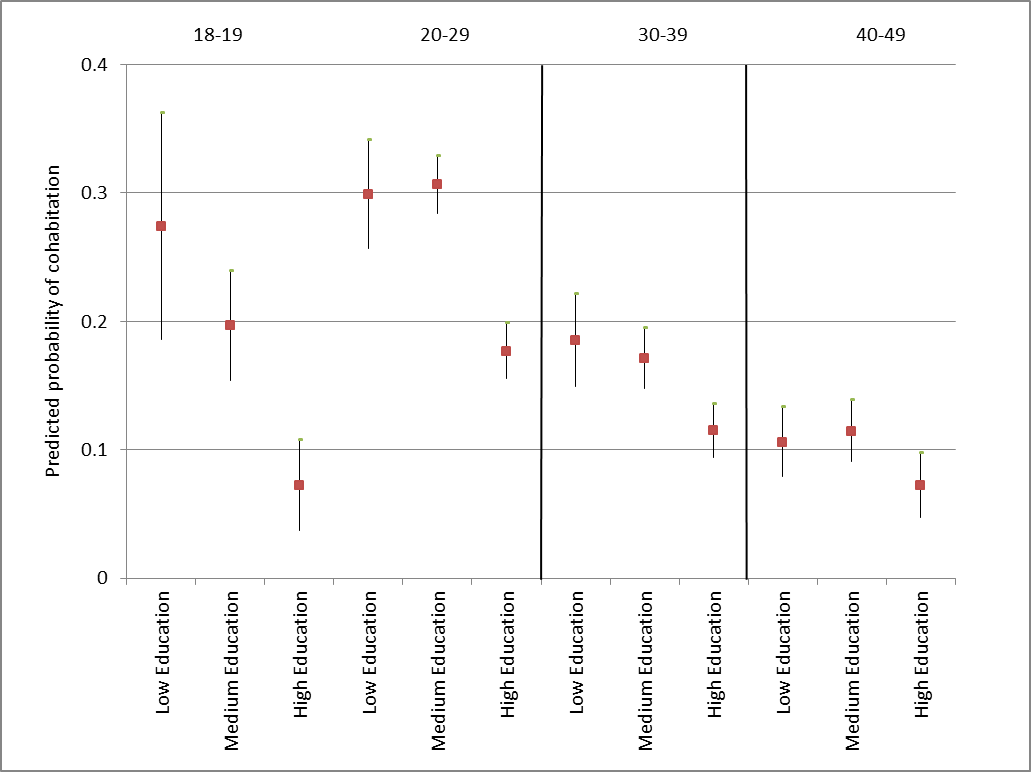 18-19 20-29 30-39 40-49
Predicted probability of cohabitation
0.4
0.3
0.2
0.1
0
Low Education
Medium Education
High Education
Low Education
Medium Education
High Education
Low Education
Medium Education
High Education
Low Education
Medium Education
High Education